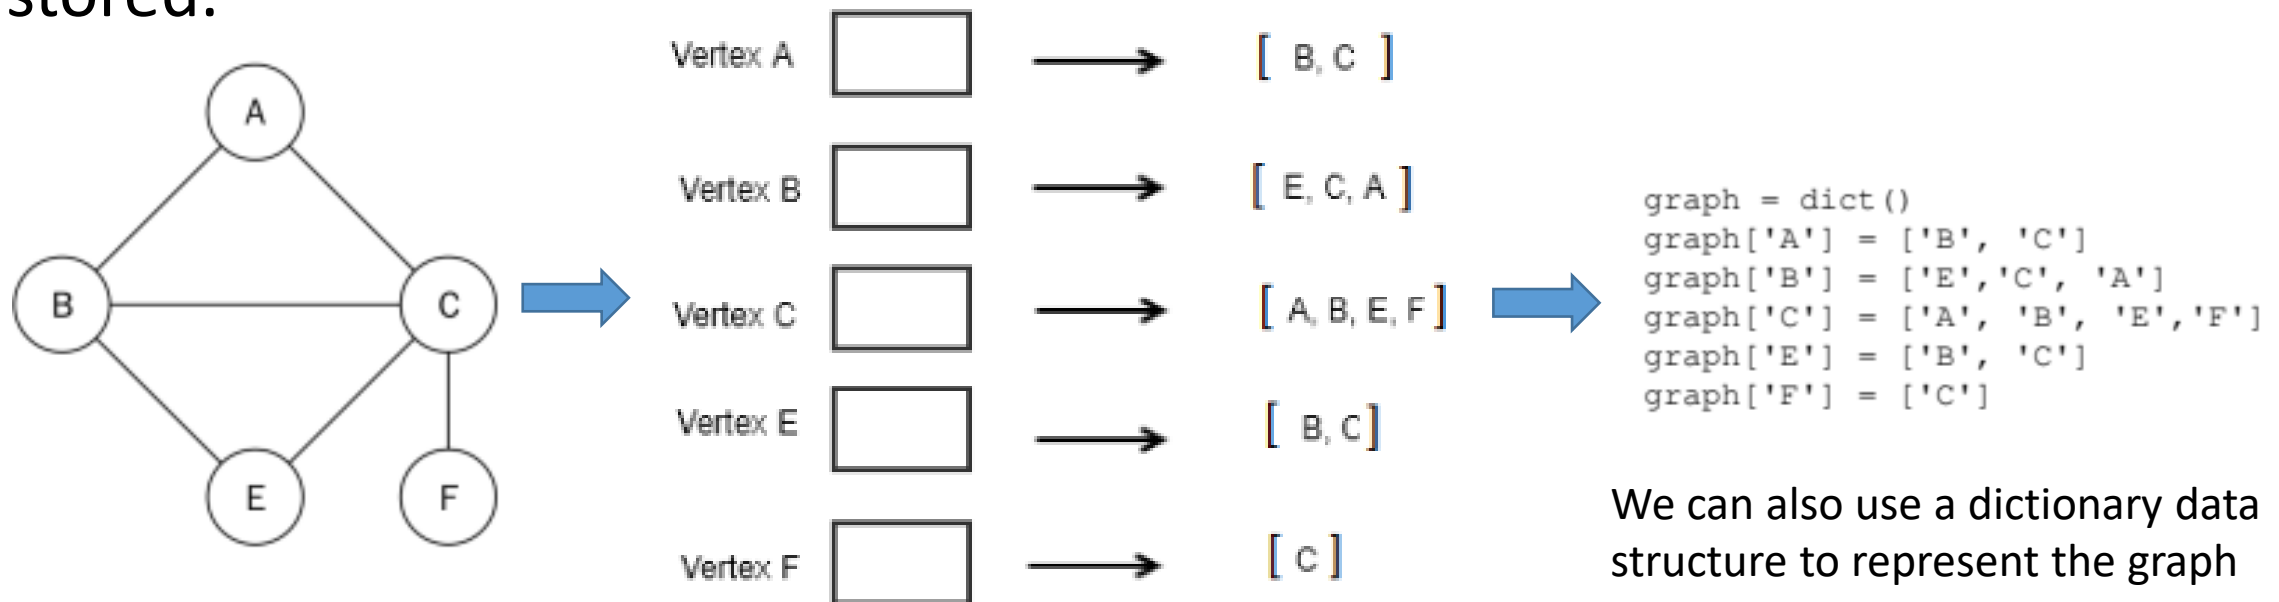 stored.
A
B
C
E
F
Vertex A [ B, C ]
Vertex B [ E, C, A ]
Vertex C [ A, B, E, F ]
Vertex E [ B, C ]
Vertex F [ C ]
graph = dict()
graph['A'] = ['B', 'C']
graph['B'] = ['E','C', 'A']
graph['C'] = ['A', 'B', 'E','F']
graph['E'] = ['B', 'C']
graph['F'] = ['C']
We can also use a dictionary data
structure to represent the graph